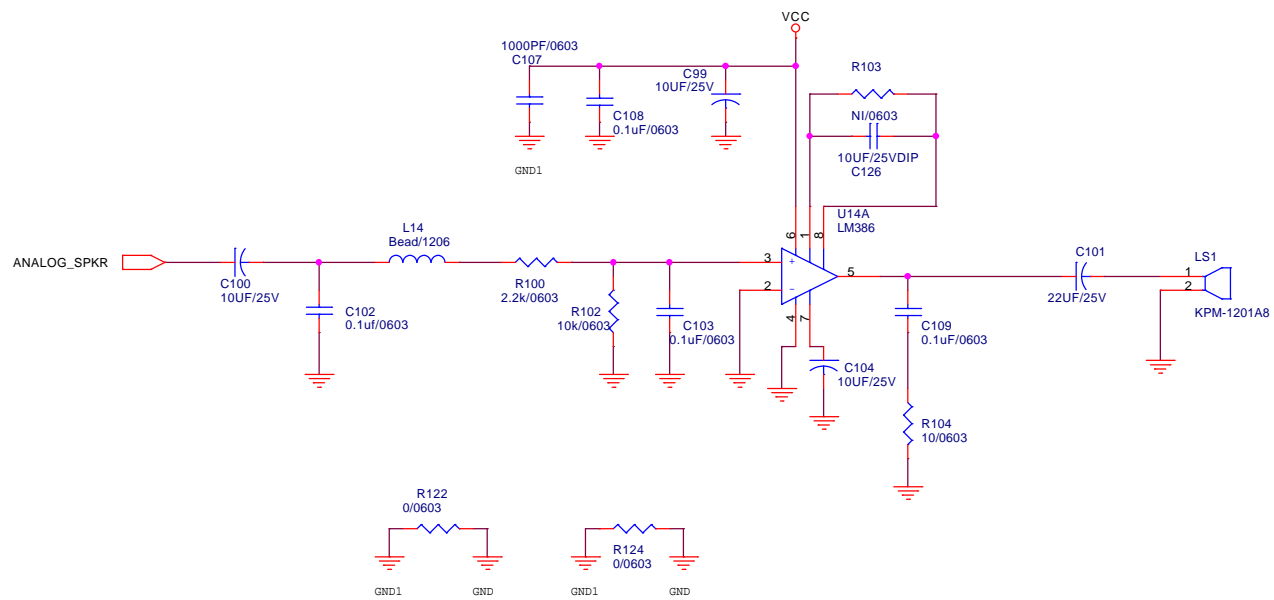 VCC
1000PF/0603
C107
C99
10UF/25V
R103
C108
0.1uF/0603
NI/0603
10UF/25VDIP
C126
GND1
U14A
LM386
L14
Bead/1206
6
1
8
ANALOG_SPKR
3
+
5
C101
LS1
1
2
C100
10UF/25V
R100
2.2k/0603
2
−
22UF/25V
KPM-1201A8
C102
0.1uf/0603
R102
10k/0603
C103
0.1uF/0603
4
7
C109
0.1uF/0603
C104
10UF/25V
R104
10/0603
R122
0/0603
R124
0/0603
GND1
GND
GND1
GND